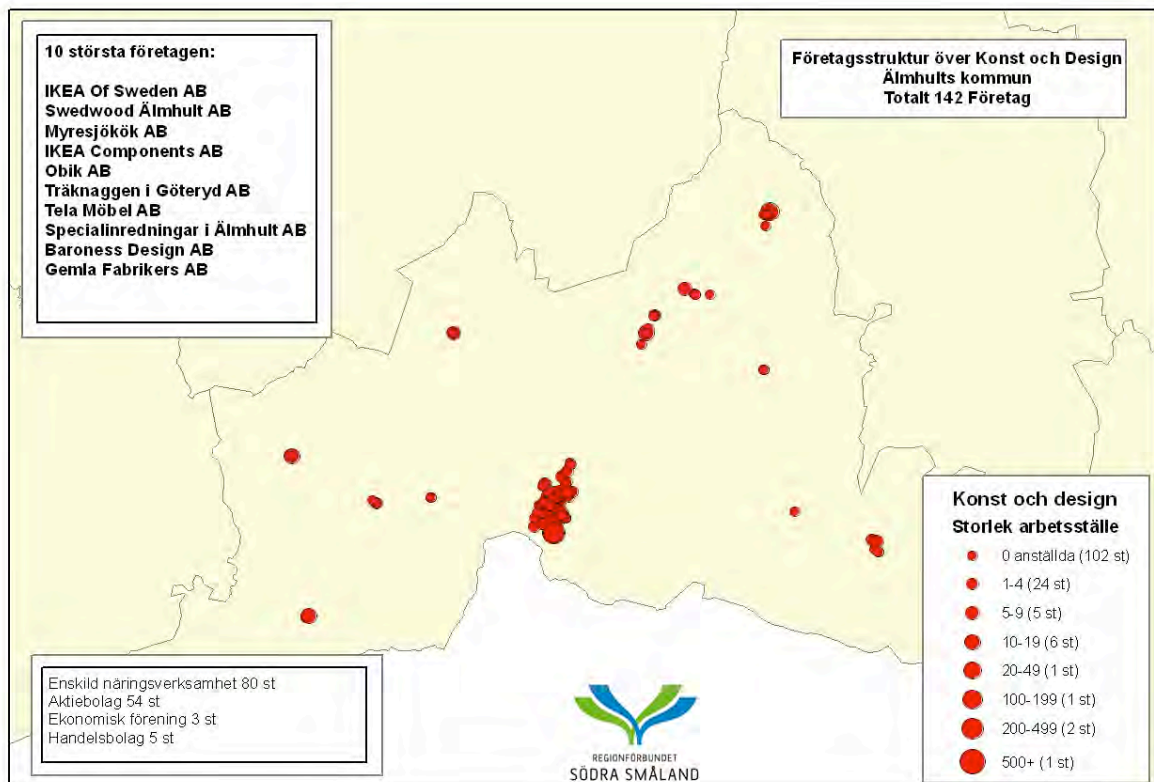 10 största företagen:
IKEA Of Sweden AB
Swedwood Älmhult AB
Myresjökök AB
IKEA Components AB
Obik AB
Träknaggen i Göteryd AB
Tela Möbel AB
Specialinredningar i Älmhult AB
Baroness Design AB
Gemla Fabrikers AB
Företagsstruktur över Konst och Design
Älmhults kommun
Totalt 142 Företag
Konst och design
Storlek arbetsställe
0 anställda (102 st)
1-4 (24 st)
5-9 (5 st)
10-19 (6 st)
20-49 (1 st)
100-199 (1 st)
200-499 (2 st)
500+ (1 st)
Enskild näringsverksamhet 80 st
Aktiebolag 54 st
Ekonomisk förening 3 st
Handelsbolag 5 st
REGIONFÖRBUNDET
SÖDRA SMÅLAND